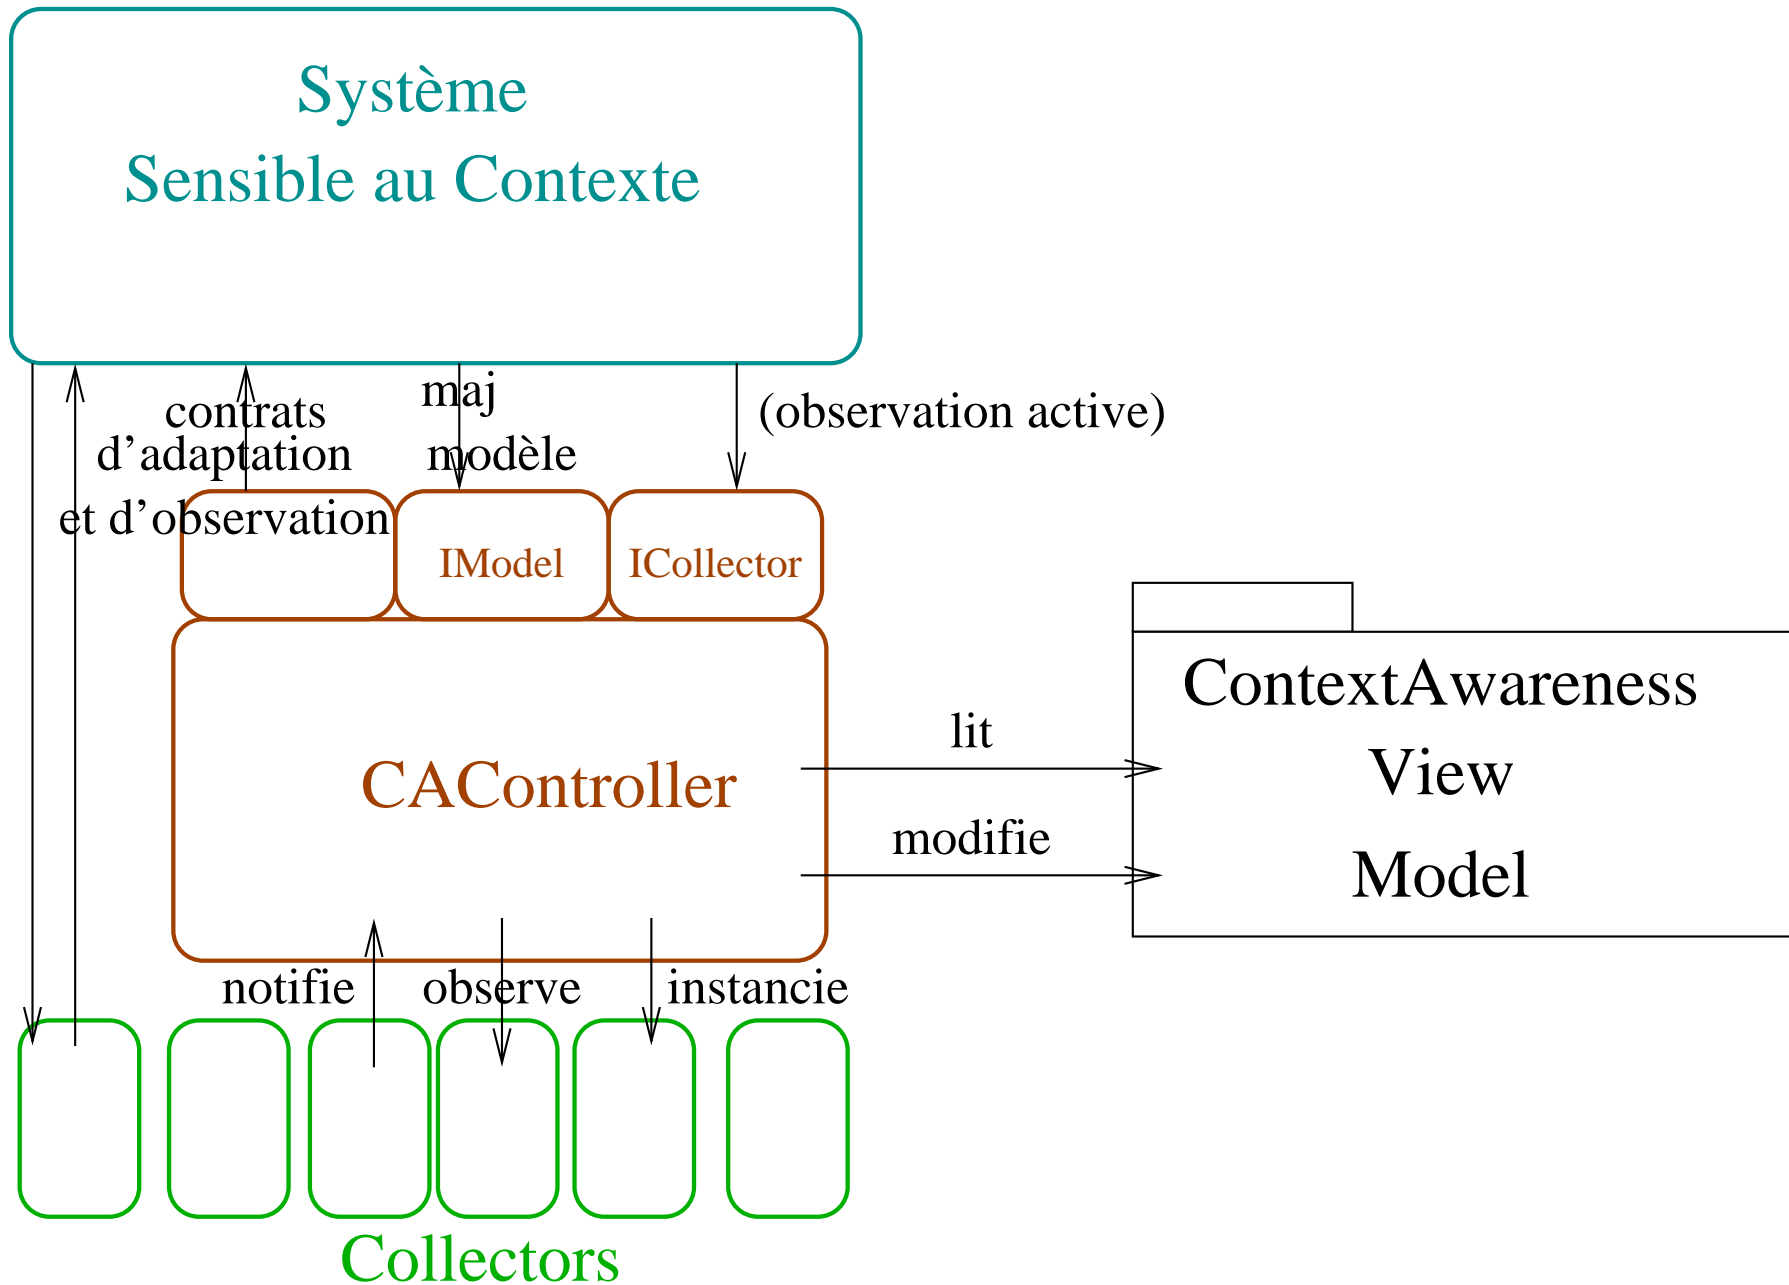 Système
Sensible au Contexte
contrats
d'adaptation
et d'observation
maj
modèle
(observation active)
IModel
ICollector
CAController
lit
modifie
ContextAwareness
View
Model
notifie
observe
instancie
Collectors